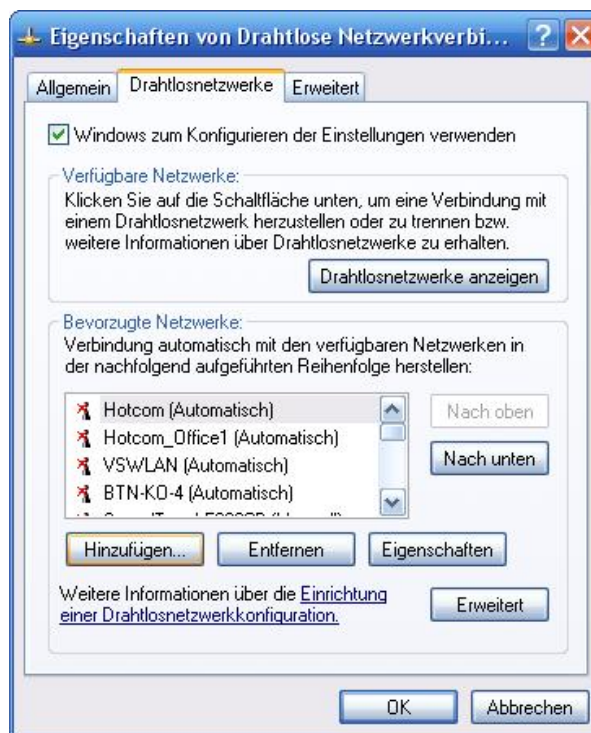 Eigenschaften von Drahtlose Netzwerkverbi...
Allgemein
Drahtlosnetzwerke
Erweitert
Windows zum Konfigurieren der Einstellungen verwenden
Verfügbare Netzwerke:
Klicken Sie auf die Schaltfläche unten, um eine Verbindung mit
einem Drahtlosnetzwerk herzustellen oder zu trennen bzw.
weitere Informationen über Drahtlosnetzwerke zu erhalten.
Drahtlosnetzwerke anzeigen
Bevorzugte Netzwerke:
Verbindung automatisch mit den verfügbaren Netzwerken in
der nachfolgend aufgeführten Reihenfolge herstellen:
Hotcom (Automatisch)
Hotcom_Office1 (Automatisch)
VSWLAN (Automatisch)
BTN-KO-4 (Automatisch)
Nach oben
Nach unten
Hinzufügen...
Entfernen
Eigenschaften
Weitere Informationen über die Einrichtung
einer Drahtlosnetzwerkkonfiguration.
Erweitert
OK
Abbrechen